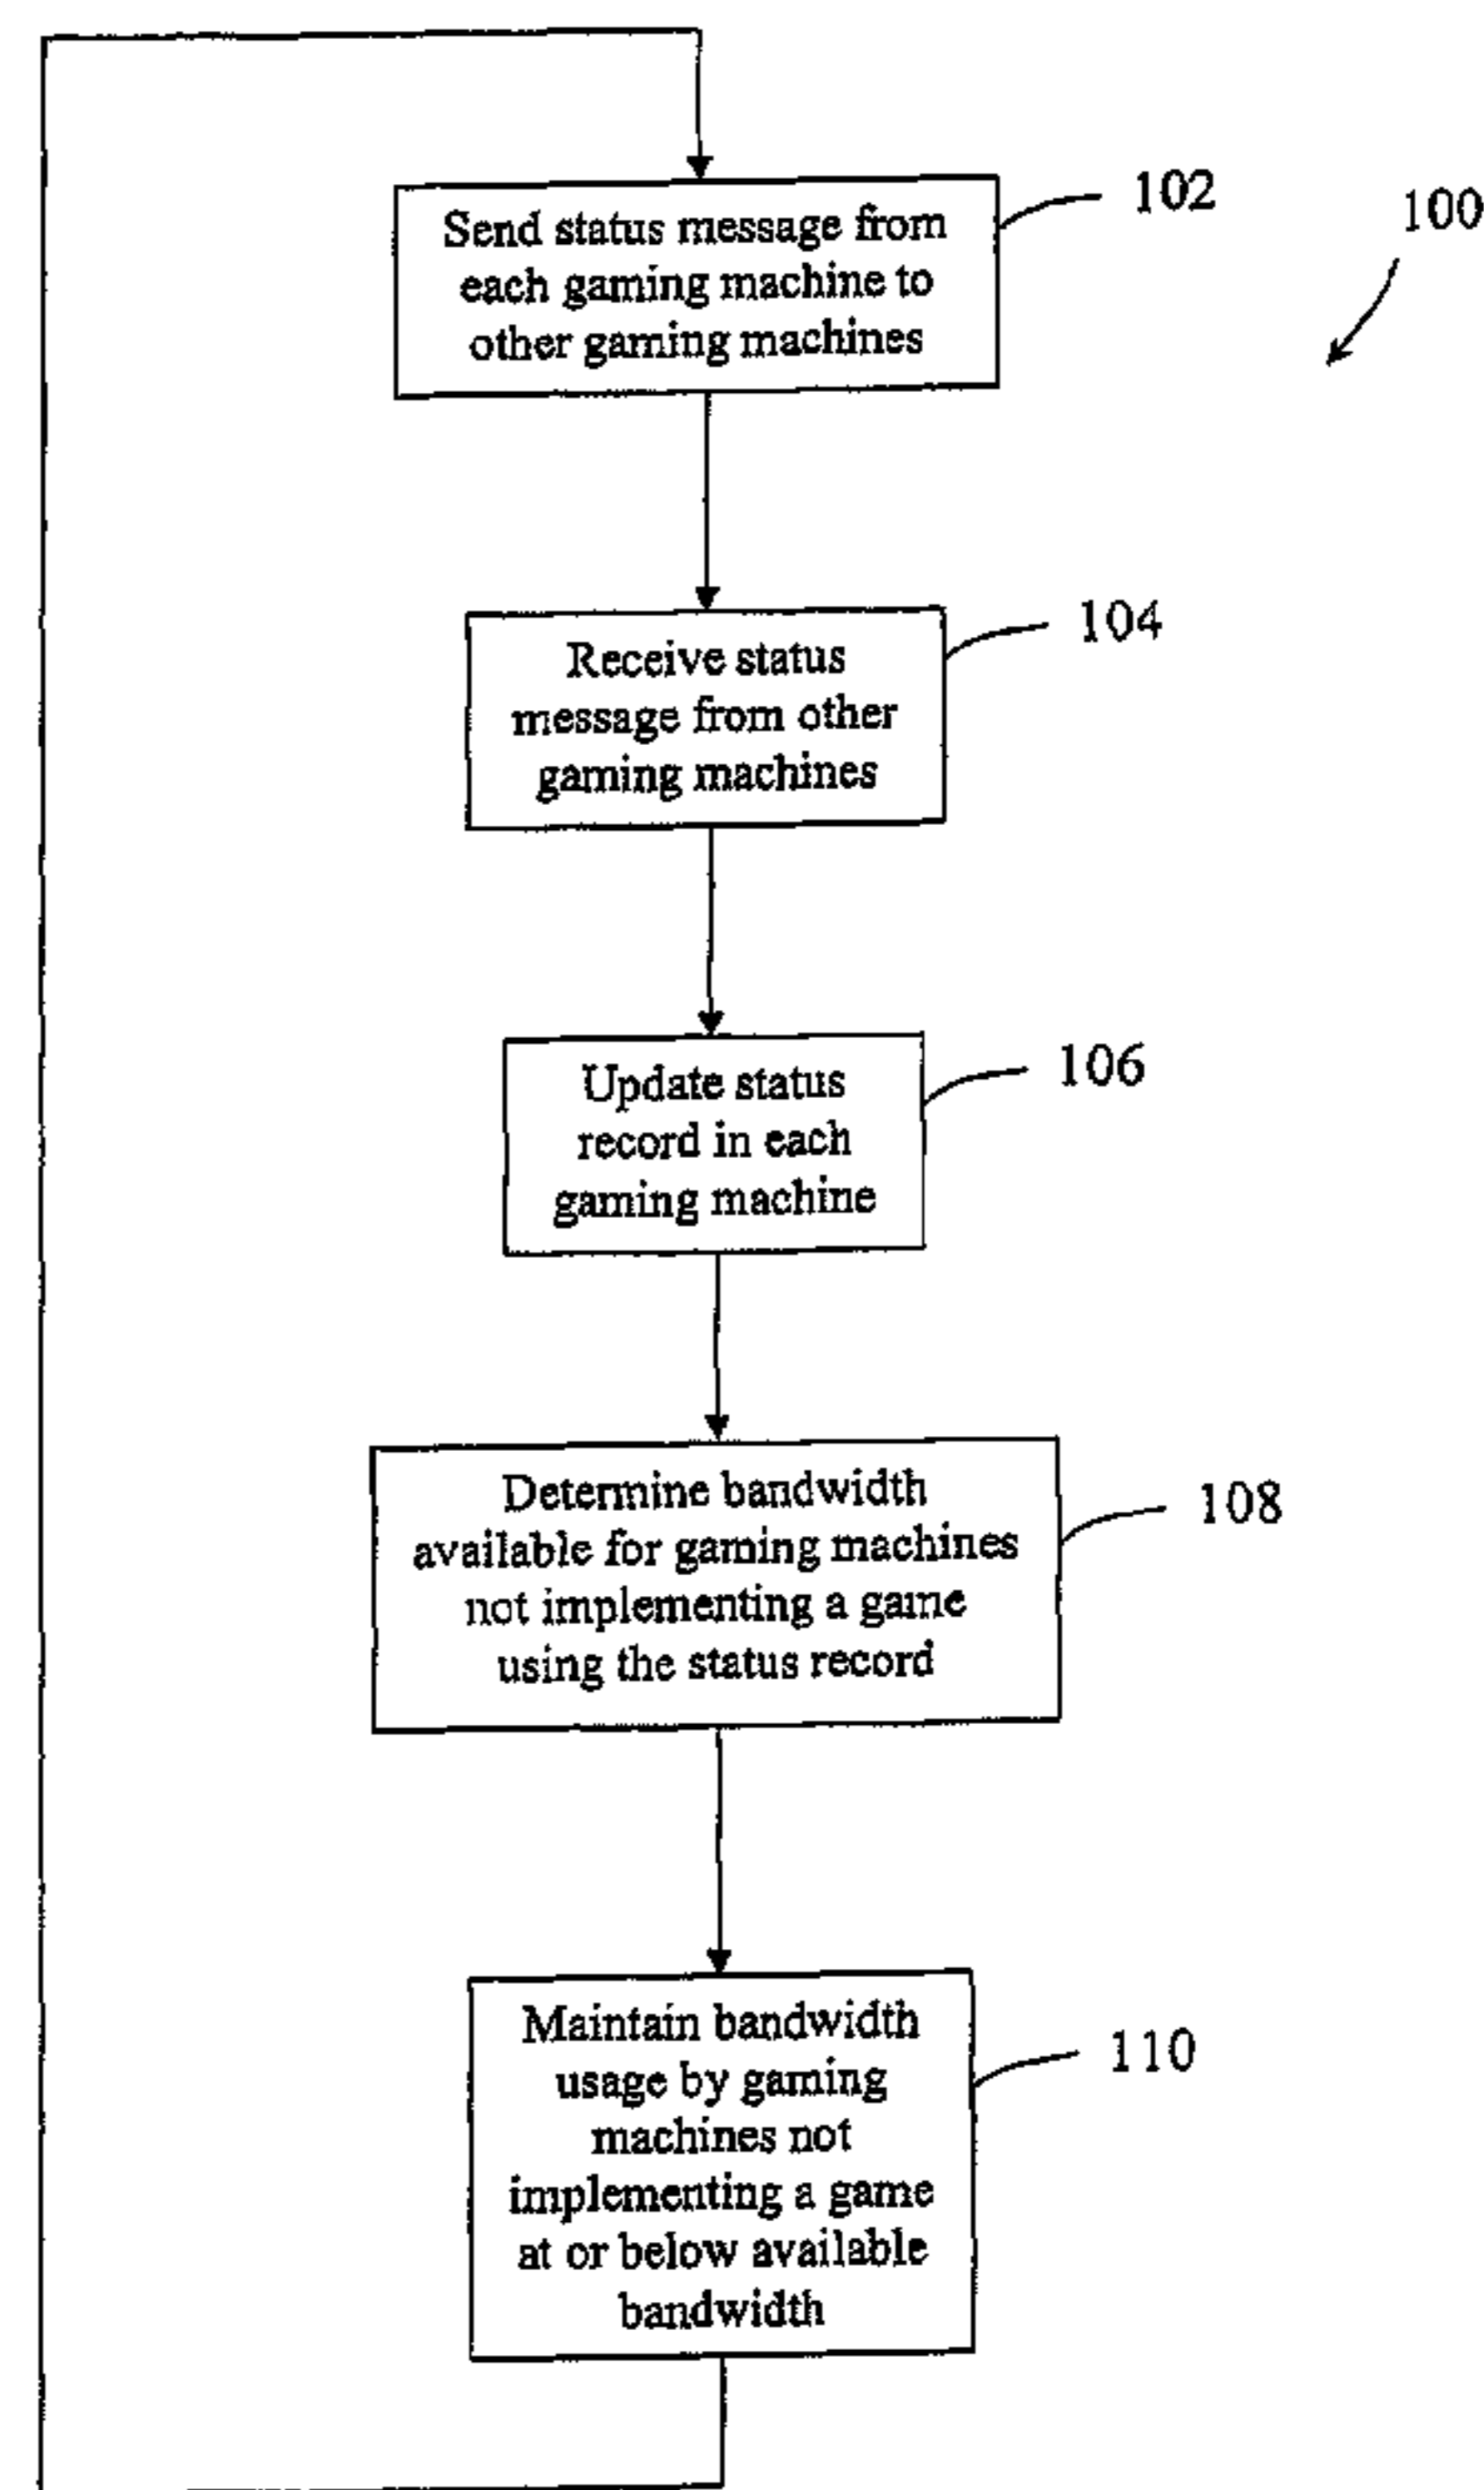 Send status message from
each gaming machine to
other gaming machines
102
100
Receive status
message from other
gaming machines
104
Update status
record in each
gaming machine
106
Determine bandwidth
available for gaming machines
not implementing a game
using the status record
108
Maintain bandwidth
usage by gaming
machines not
implementing a game
at or below available
bandwidth
110